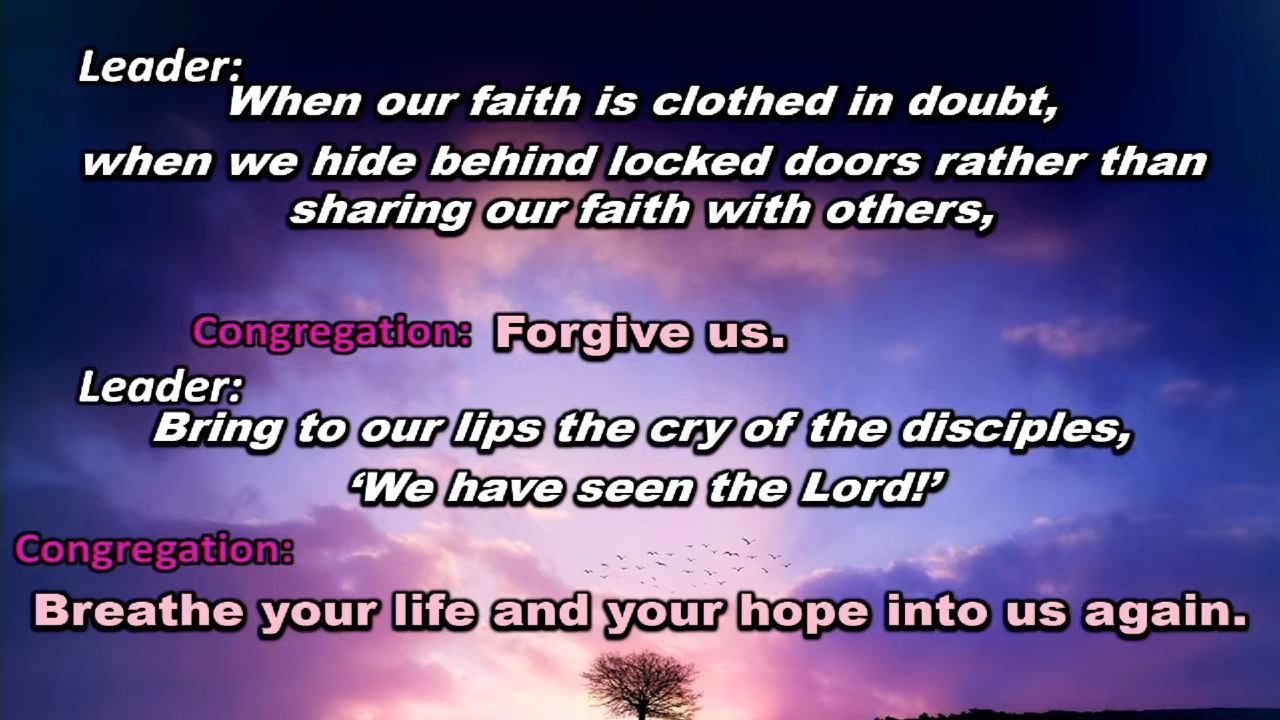 Leader:
When our faith is clothed in doubt,
when we hide behind locked doors rather than
sharing our faith with others,
Congregation: Forgive us.
Leader:
Bring to our lips the cry of the disciples,
‘We have seen the Lord!’
Congregation:
Breathe your life and your hope into us again.